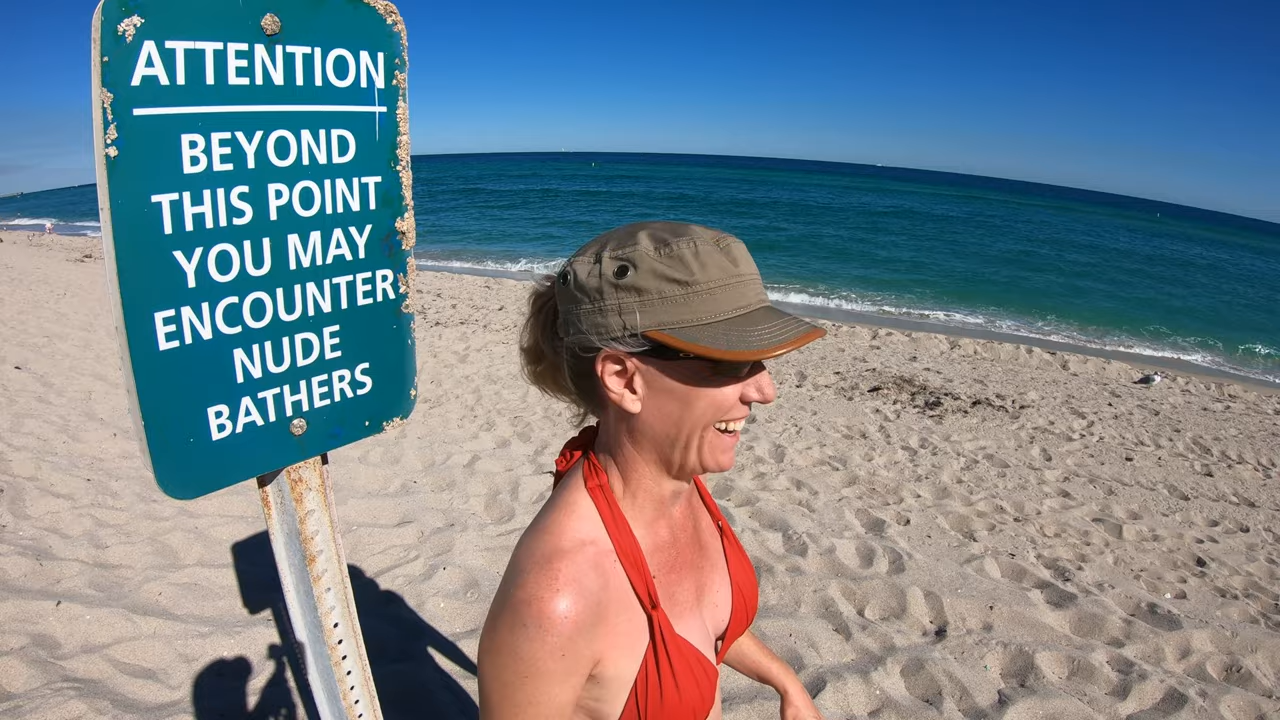 ATTENTION
BEYOND
THIS POINT
YOU MAY
ENCOUNTER
NUDE
BATHERS